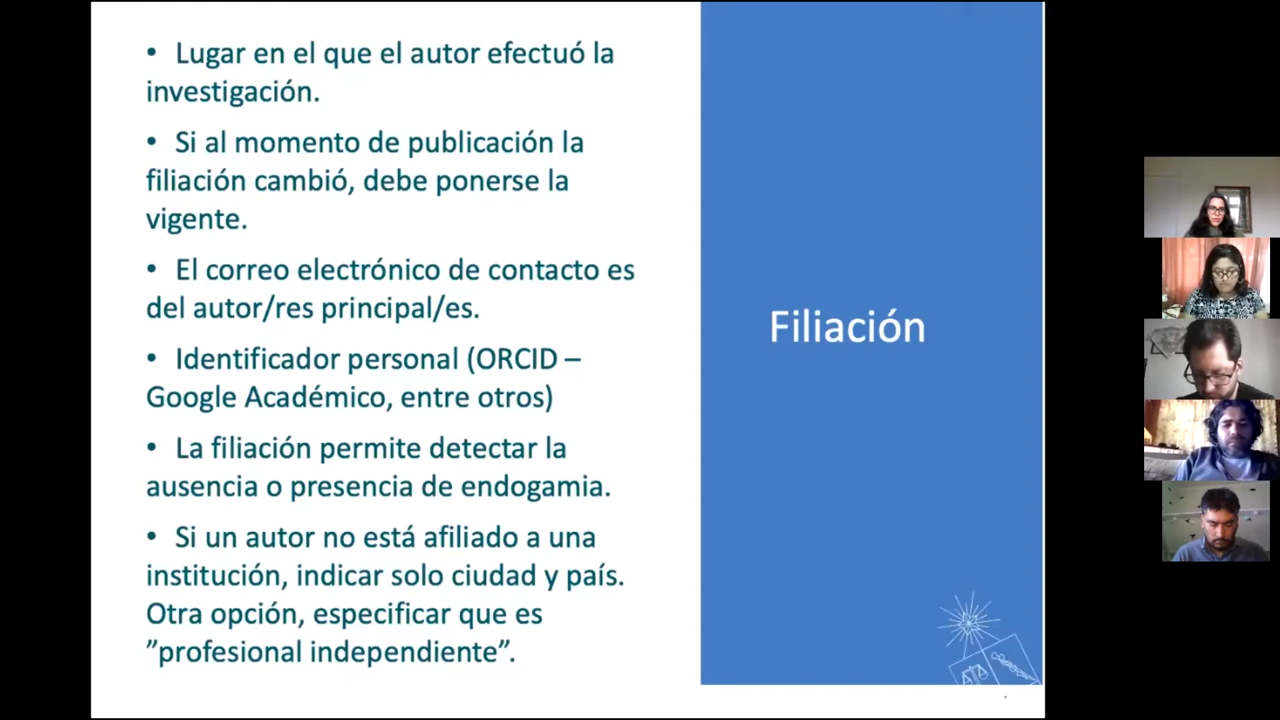 • Lugar en el que el autor efectuó la
investigación.
• Si al momento de publicación la
filiación cambió, debe ponerse la
vigente.
• El correo electrónico de contacto es
del autor/res principal/es.
• Identificador personal (ORCID –
Google Académico, entre otros)
• La filiación permite detectar la
ausencia o presencia de endogamia.
• Si un autor no está afiliado a una
institución, indicar solo ciudad y país.
Otra opción, especificar que es
”profesional independiente”.
Filiación